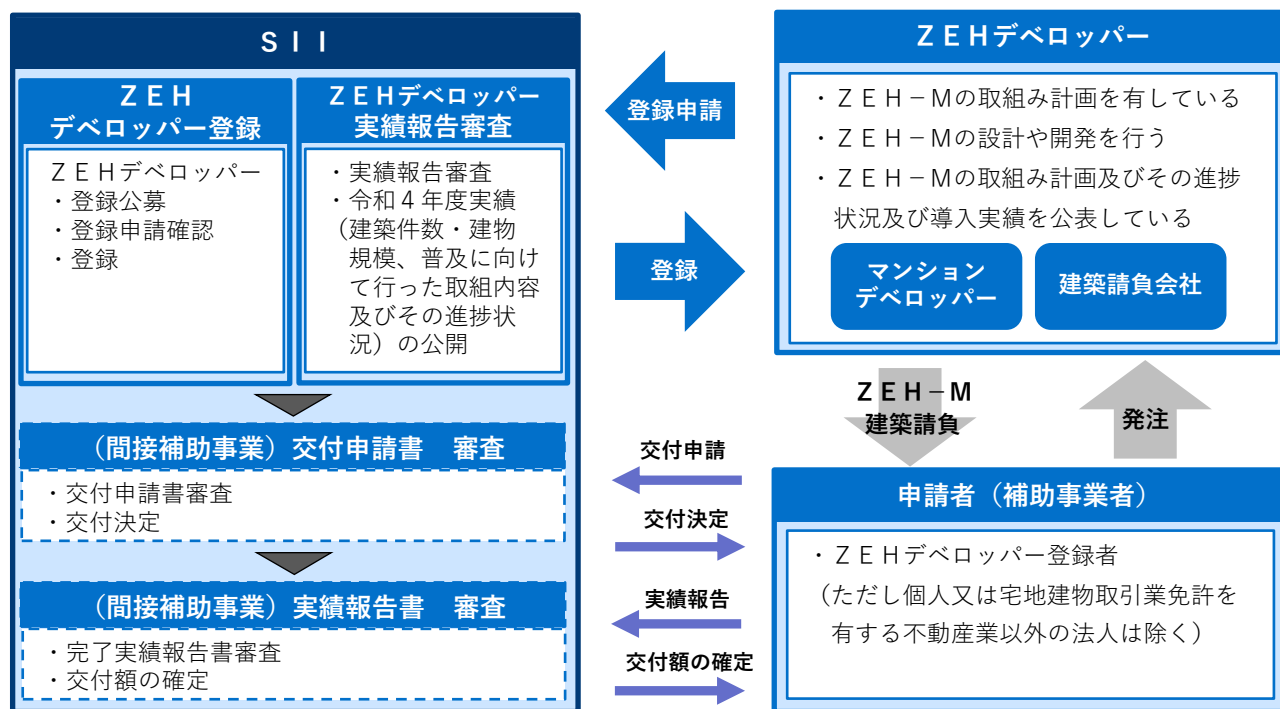 ＳＩＩ
ＺＥＨ
デベロッパー登録
ＺＥＨデベロッパー
・登録公募
・登録申請確認
・登録
ＺＥＨデベロッパー
実績報告審査
・実績報告審査
・令和４年度実績
（建築件数・建物
規模、普及に向け
て行った取組内容
及びその進捗状
況）の公開
（間接補助事業）交付申請書　審査
・交付申請書審査
・交付決定
（間接補助事業）実績報告書　審査
・完了実績報告書審査
・交付額の確定
登録申請
登録
交付申請
交付決定
実績報告
交付額の確定
ＺＥＨデベロッパー
・ＺＥＨ－Ｍの取組み計画を有している
・ＺＥＨ－Ｍの設計や開発を行う
・ＺＥＨ－Ｍの取組み計画及びその進捗
状況及び導入実績を公表している
マンション
デベロッパー
建築請負会社
ＺＥＨ－Ｍ
建築請負
発注
申請者（補助事業者）
・ＺＥＨデベロッパー登録者
（ただし個人又は宅地建物取引業免許を
有する不動産業以外の法人は除く）